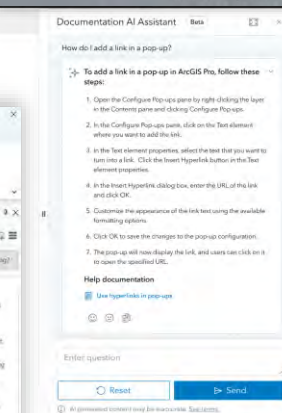 Documentation AI Assistant Beta
How do I add a link in a pop-up?
To add a link in a pop-up in ArcGIS Pro, follow these
steps:
1. Open the Configure Pop-ups pane by right-clicking the layer
in the Contents pane and clicking Configure Pop-ups.
2. In the Configure Pop-ups pane, click on the Text element
where you want to add the link.
3. In the Text element properties, select the text that you want to
turn into a link. Click the Insert Hyperlink button in the Text
element properties.
4. In the Insert Hyperlink dialog box, enter the URL of the link
and click OK.
5. Customize the appearance of the link text using the available
formatting options.
6. Click OK to save the changes to the pop-up configuration.
7. The pop-up will now display the link, and users can click on it
to open the specified URL.
Help documentation
Use hyperlinks in pop-ups
Enter question
Reset
Send
AI generated content may be inaccurate. See terms.